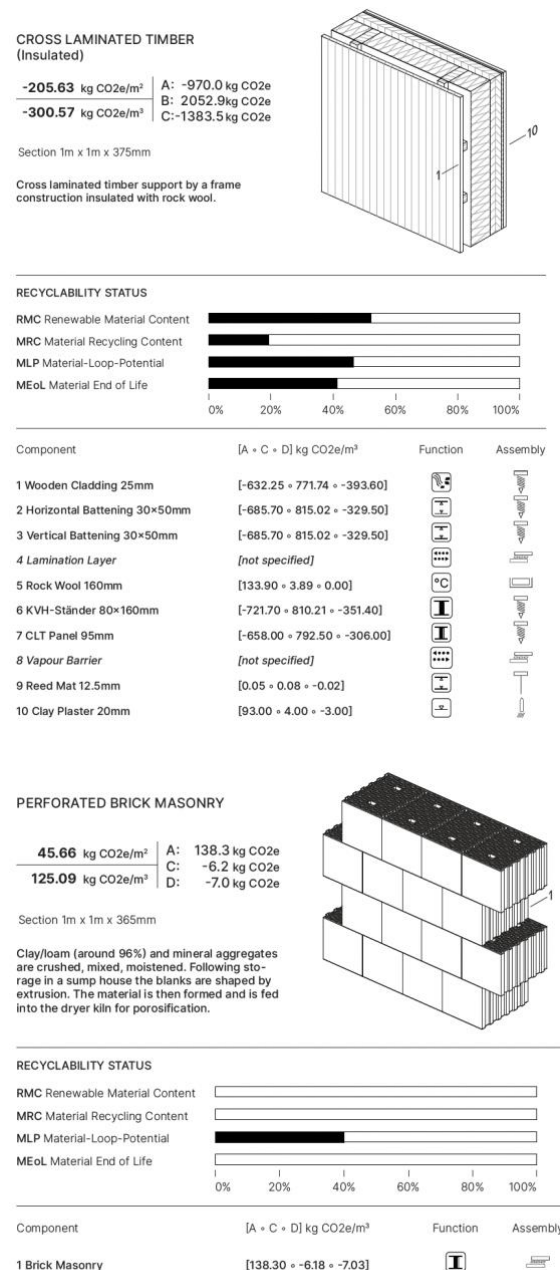 CROSS LAMINATED TIMBER
(Insulated)
-205.63 kg CO2e/m²
-300.57 kg CO2e/m³
A: -970.0 kg CO2e
B: 2052.9kg CO2e
C:-1383.5 kg CO2e
Section 1m x 1m x 375mm
Cross laminated timber support by a frame
construction insulated with rock wool.
1
10
RECYCLABILITY STATUS
RMC Renewable Material Content
MRC Material Recycling Content
MLP Material-Loop-Potential
MEoL Material End of Life
0% 20% 40% 60% 80% 100%
Component [A ∘ C ∘ D] kg CO2e/m³ Function Assembly
1 Wooden Cladding 25mm [-632.25 ∘ 771.74 ∘ -393.60]
2 Horizontal Battening 30×50mm [-685.70 ∘ 815.02 ∘ -329.50]
3 Vertical Battening 30×50mm [-685.70 ∘ 815.02 ∘ -329.50]
4 Lamination Layer [not specified]
5 Rock Wool 160mm [133.90 ∘ 3.89 ∘ 0.00] °C
6 KVH-Ständer 80×160mm [-721.70 ∘ 810.21 ∘ -351.40]
7 CLT Panel 95mm [-658.00 ∘ 792.50 ∘ -306.00]
8 Vapour Barrier [not specified]
9 Reed Mat 12.5mm [0.05 ∘ 0.08 ∘ -0.02]
10 Clay Plaster 20mm [93.00 ∘ 4.00 ∘ -3.00]
PERFORATED BRICK MASONRY
45.66 kg CO2e/m²
125.09 kg CO2e/m³
A: 138.3 kg CO2e
C: -6.2 kg CO2e
D: -7.0 kg CO2e
Section 1m x 1m x 365mm
Clay/loam (around 96%) and mineral aggregates
are crushed, mixed, moistened. Following sto-
rage in a sump house the blanks are shaped by
extrusion. The material is then formed and is fed
into the dryer kiln for porosification.
1
RECYCLABILITY STATUS
RMC Renewable Material Content
MRC Material Recycling Content
MLP Material-Loop-Potential
MEoL Material End of Life
0% 20% 40% 60% 80% 100%
Component [A ∘ C ∘ D] kg CO2e/m³ Function Assembly
1 Brick Masonry [138.30 ∘ -6.18 ∘ -7.03]